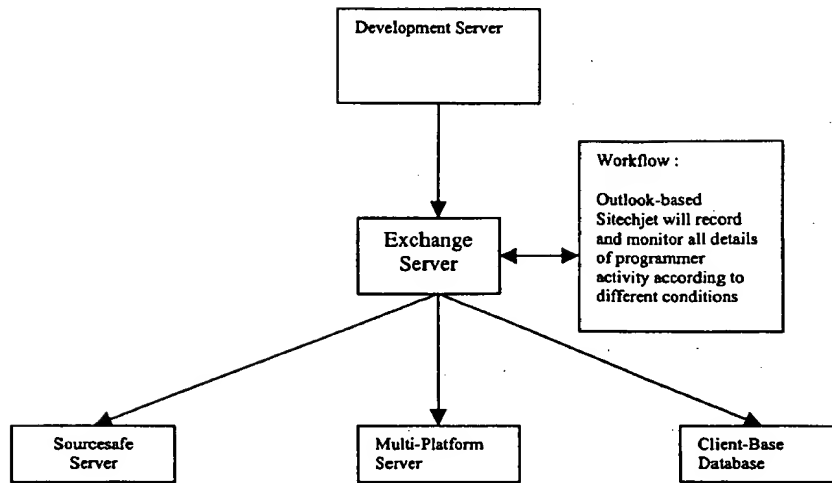 Development Server
Workflow :
Outlook-based
Sitechjet will record
and monitor all details
of programmer
activity according to
different conditions
Exchange
Server
Sourcesafe
Server
Multi-Platform
Server
Client-Base
Database